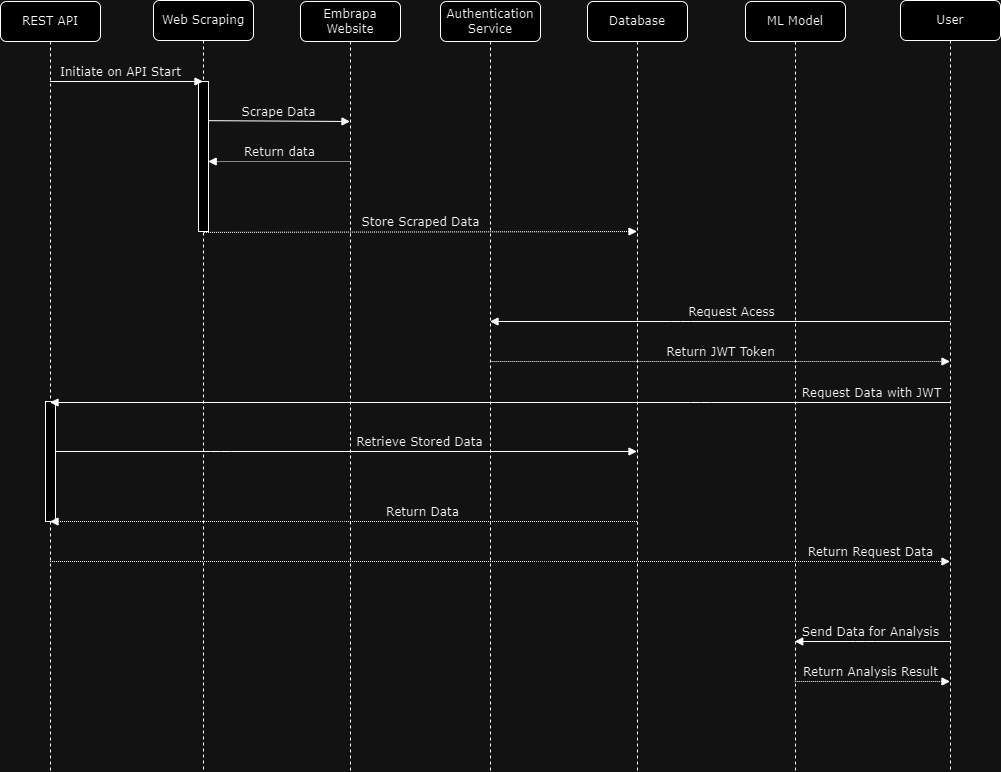 REST API
Web Scraping
Embrapa
Website
Authentication
Service
Database
ML Model
User
Initiate on API Start
Scrape Data
Return data
Store Scraped Data
Request Acess
Return JWT Token
Request Data with JWT
Retrieve Stored Data
Return Data
Return Request Data
Send Data for Analysis
Return Analysis Result